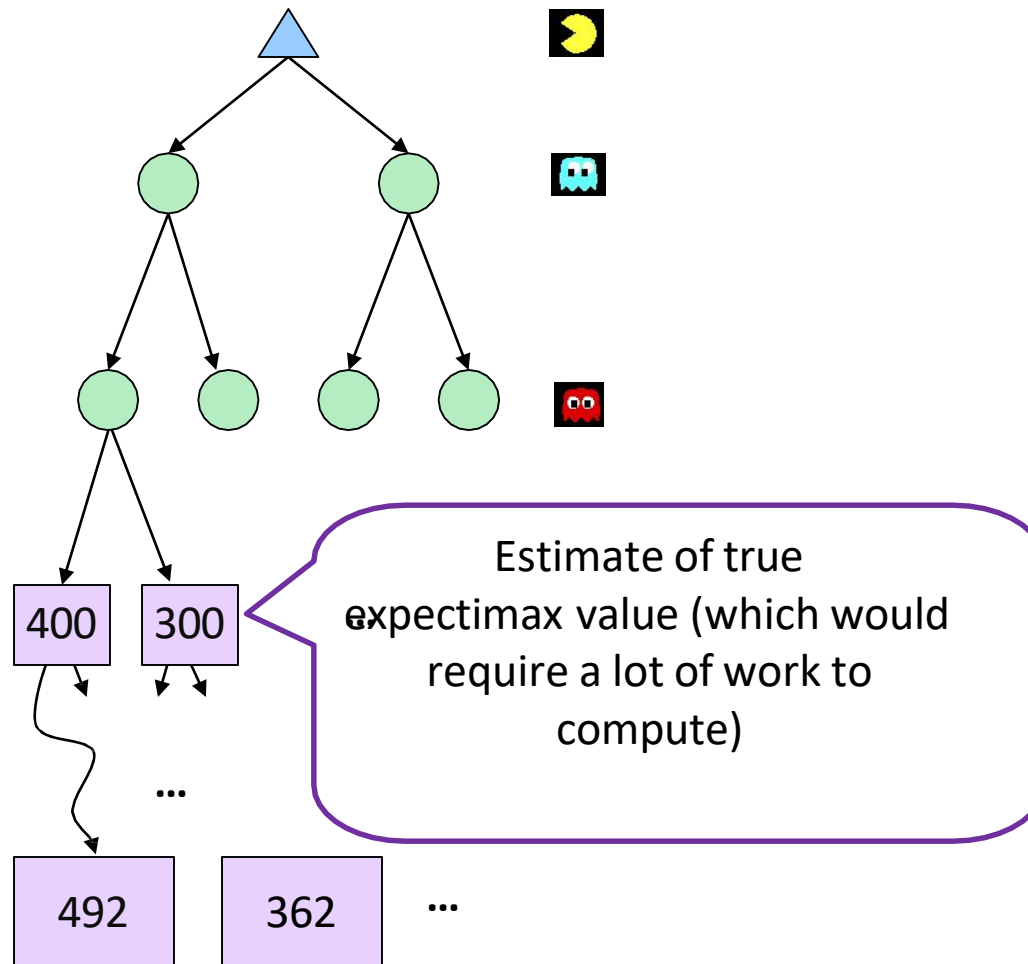 400 300
Estimate of true
expectimax value (which would
require a lot of work to
compute)
...
492 362 ...